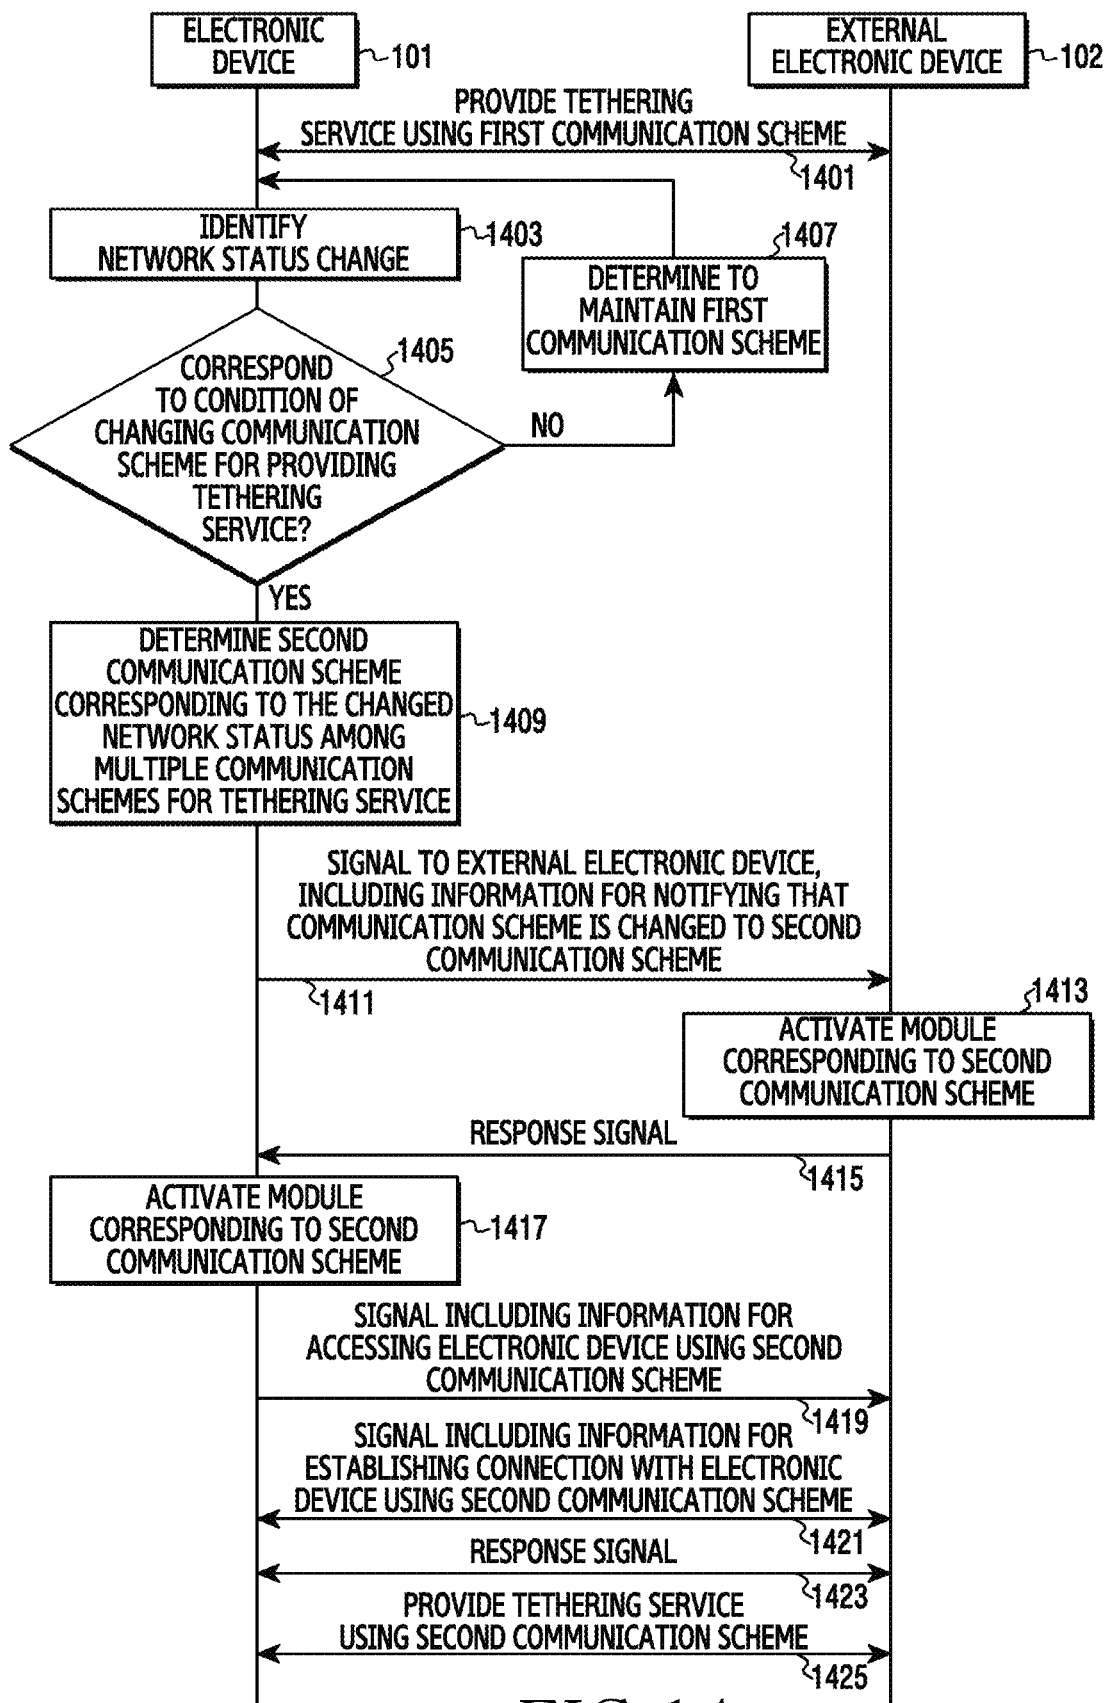 ELECTRONIC
DEVICE
101
EXTERNAL
ELECTRONIC DEVICE
102
PROVIDE TETHERING
SERVICE USING FIRST COMMUNICATION SCHEME
1401
IDENTIFY
NETWORK STATUS CHANGE
1403
1407
DETERMINE TO
MAINTAIN FIRST
COMMUNICATION SCHEME
1405
CORRESPOND
TO CONDITION OF
CHANGING COMMUNICATION
SCHEME FOR PROVIDING
TETHERING
SERVICE?
NO
YES
DETERMINE SECOND
COMMUNICATION SCHEME
CORRESPONDING TO THE CHANGED
NETWORK STATUS AMONG
MULTIPLE COMMUNICATION
SCHEMES FOR TETHERING SERVICE
1409
SIGNAL TO EXTERNAL ELECTRONIC DEVICE,
INCLUDING INFORMATION FOR NOTIFYING THAT
COMMUNICATION SCHEME IS CHANGED TO SECOND
COMMUNICATION SCHEME
1411
1413
ACTIVATE MODULE
CORRESPONDING TO SECOND
COMMUNICATION SCHEME
RESPONSE SIGNAL
1415
ACTIVATE MODULE
CORRESPONDING TO SECOND
COMMUNICATION SCHEME
1417
SIGNAL INCLUDING INFORMATION FOR
ACCESSING ELECTRONIC DEVICE USING SECOND
COMMUNICATION SCHEME
1419
SIGNAL INCLUDING INFORMATION FOR
ESTABLISHING CONNECTION WITH ELECTRONIC
DEVICE USING SECOND COMMUNICATION SCHEME
1421
RESPONSE SIGNAL
1423
PROVIDE TETHERING SERVICE
USING SECOND COMMUNICATION SCHEME
1425